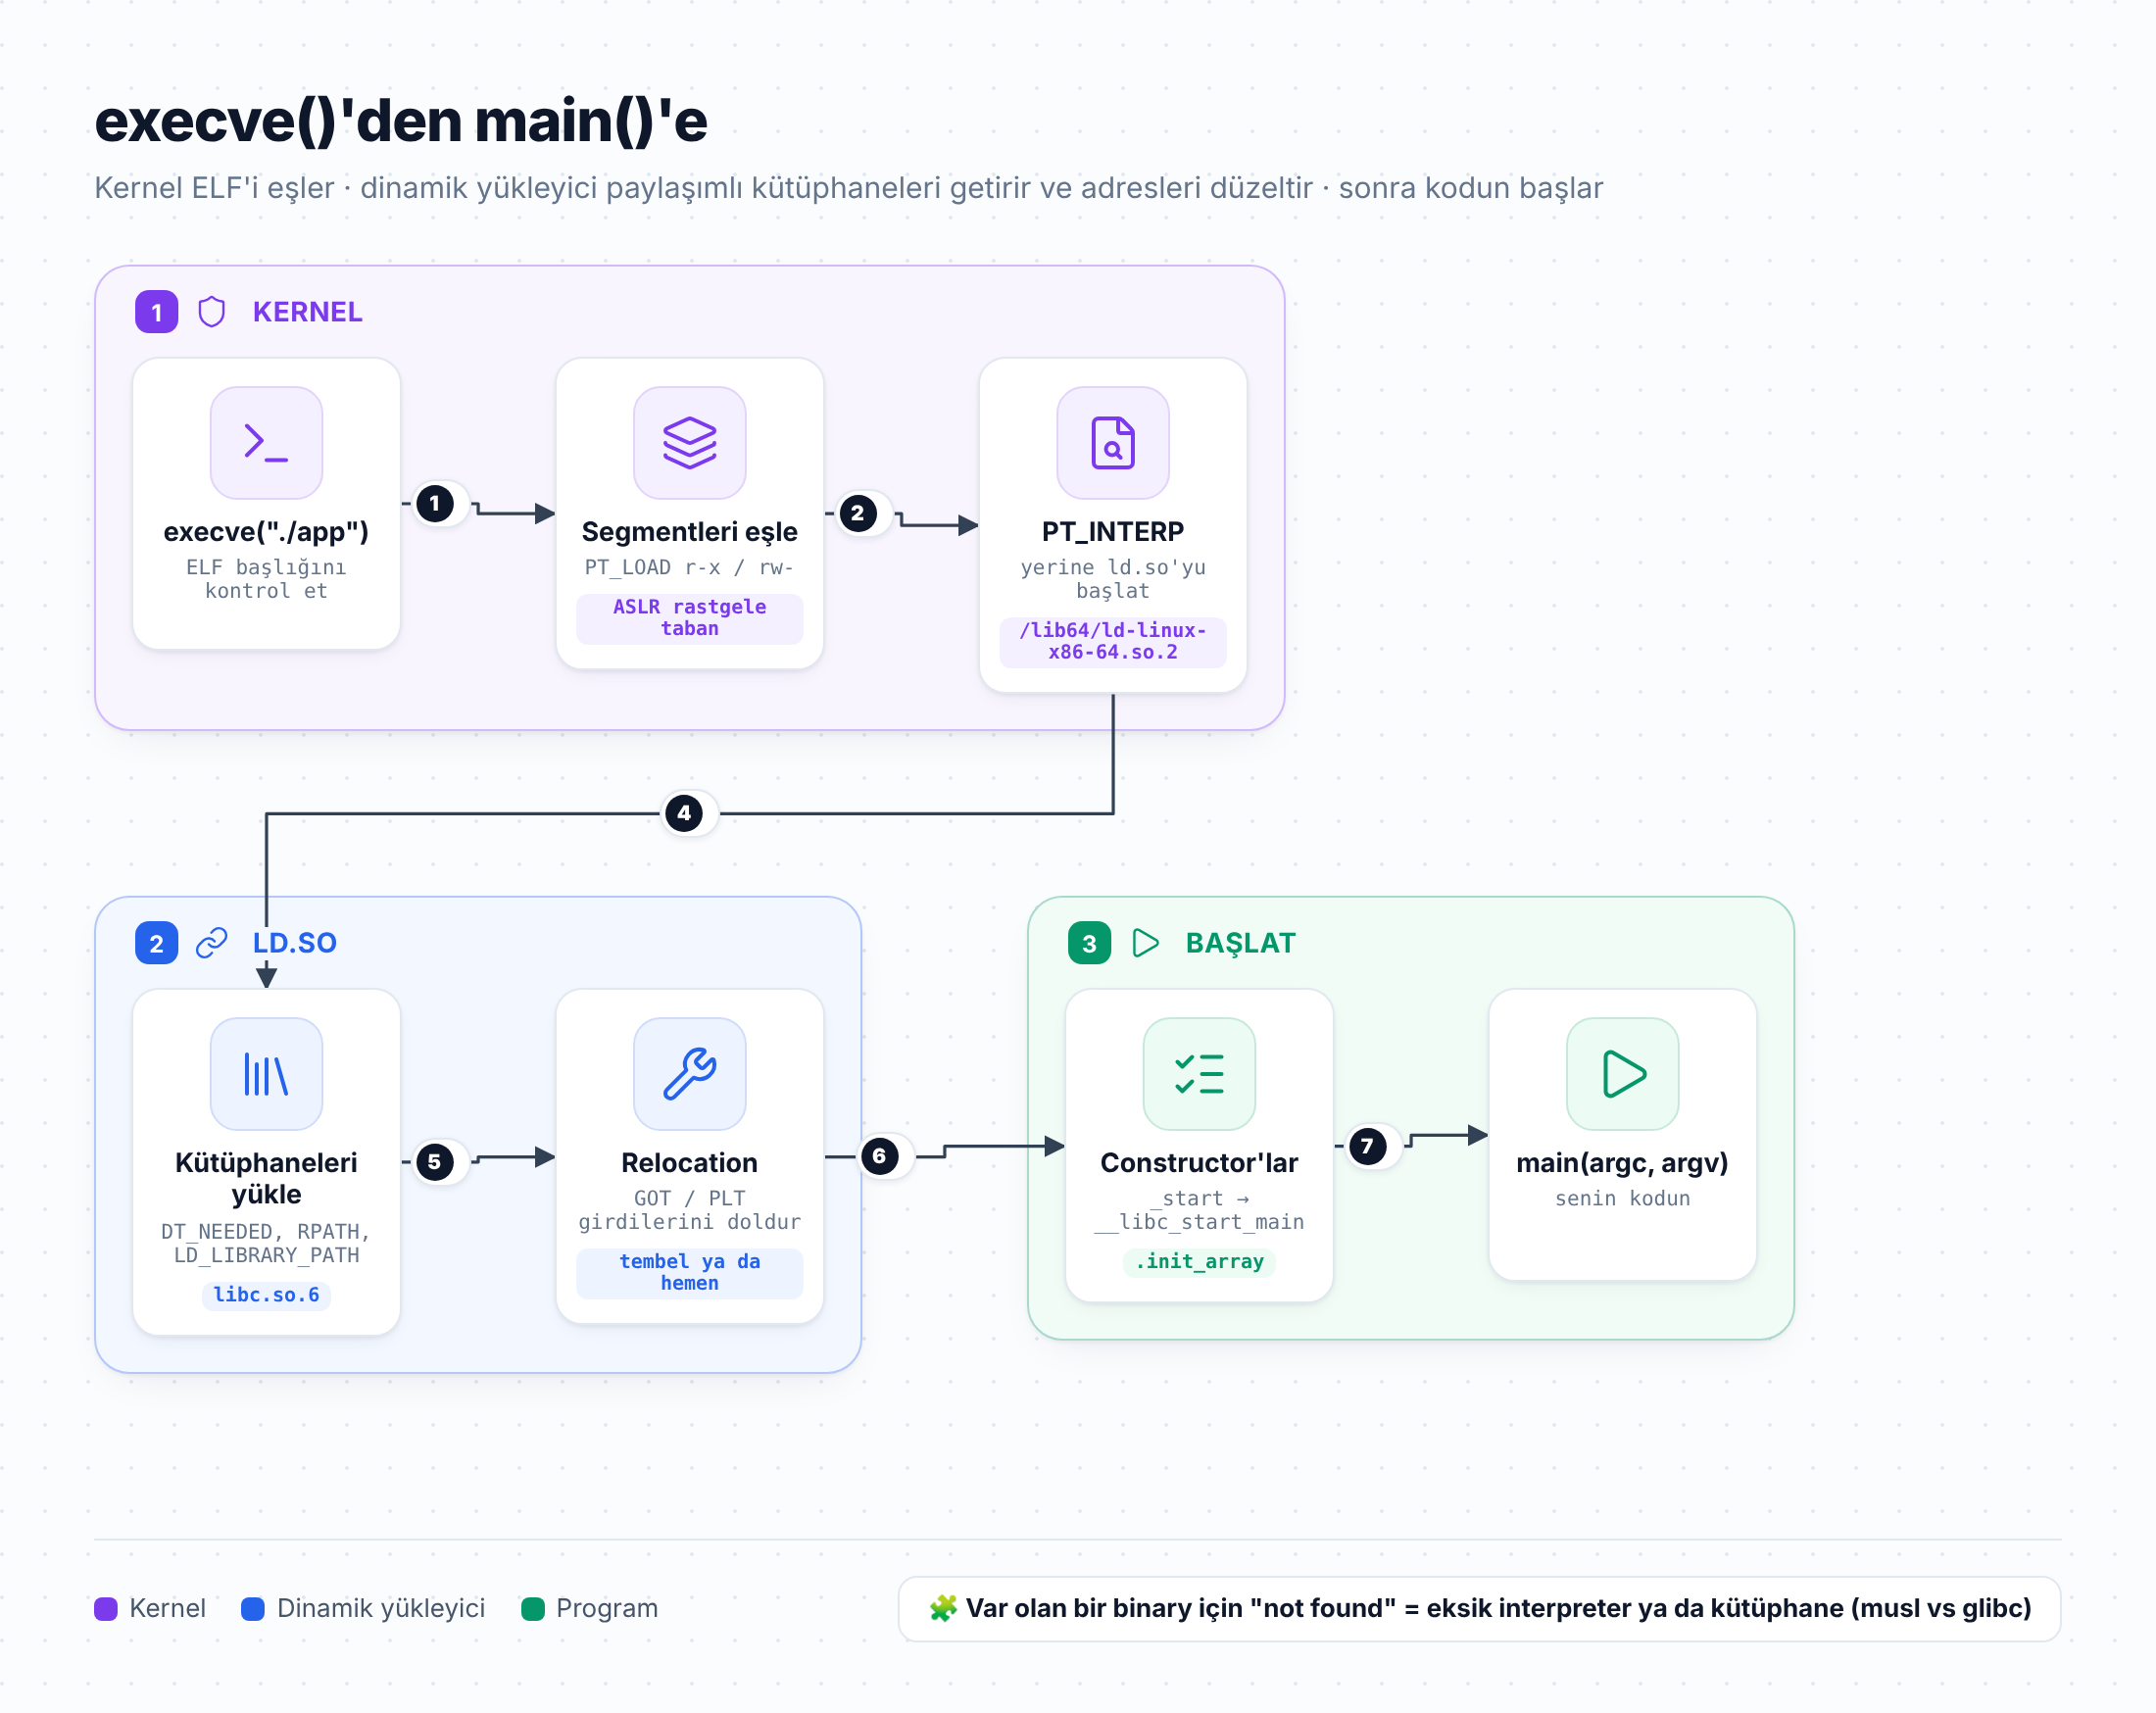 execve()'den main()'e
Kernel ELF'i eşler · dinamik yükleyici paylaşımlı kütüphaneleri getirir ve adresleri düzeltir · sonra kodun başlar
1 KERNEL
execve("./app")
ELF başlığını
kontrol et
1
Segmentleri eşle
PT_LOAD r-x / rw-
ASLR rastgele
taban
2
PT_INTERP
yerine ld.so'yu
başlat
/lib64/ld-linux-
x86-64.so.2
4
2 LD.SO
Kütüphaneleri
yükle
DT_NEEDED, RPATH,
LD_LIBRARY_PATH
libc.so.6
5
Relocation
GOT / PLT
girdilerini doldur
tembel ya da
hemen
6
3 BAŞLAT
Constructor'lar
_start →
__libc_start_main
.init_array
7
main(argc, argv)
senin kodun
Kernel
Dinamik yükleyici
Program
🧩 Var olan bir binary için "not found" = eksik interpreter ya da kütüphane (musl vs glibc)